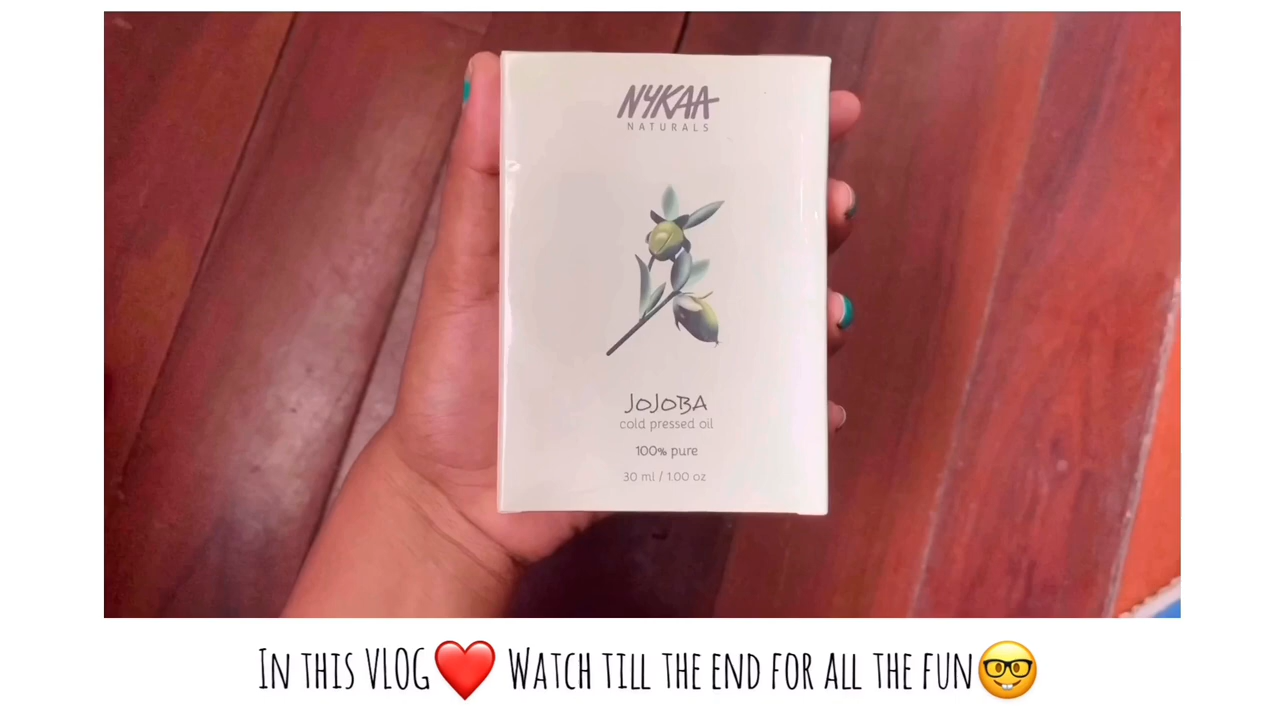 NYKAA
NATURALS
JOJOBA
cold pressed oil
100% pure
30 ml / 1.00 oz
In this VLOG❤️ Watch till the end for all the fun🤓